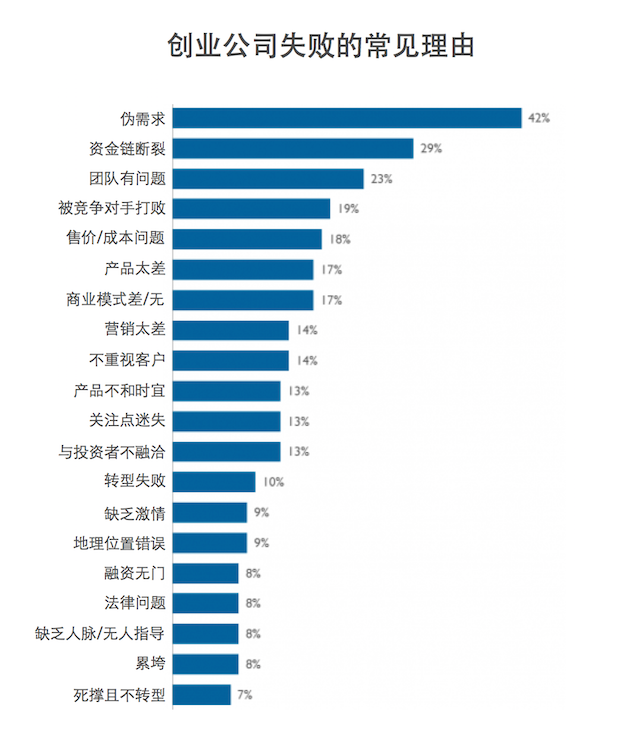 创业公司失败的常见理由
伪需求 42%
资金链断裂 29%
团队有问题 23%
被竞争对手打败 19%
售价/成本问题 18%
产品太差 17%
商业模式差/无 17%
营销太差 14%
不重视客户 14%
产品不和时宜 13%
关注点迷失 13%
与投资者不融洽 13%
转型失败 10%
缺乏激情 9%
地理位置错误 9%
融资无门 8%
法律问题 8%
缺乏人脉/无人指导 8%
累垮 8%
死撑且不转型 7%